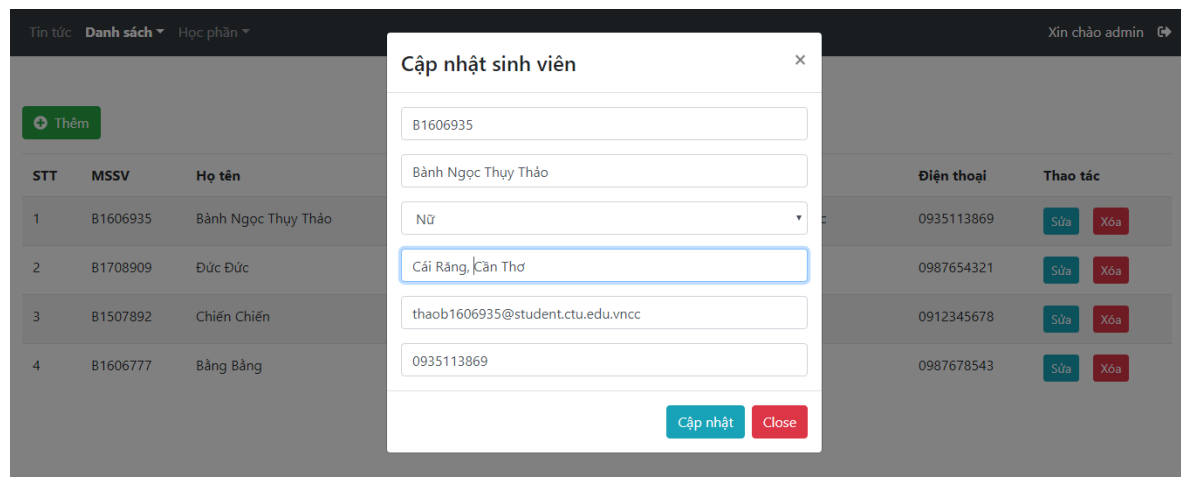 Tin tức Danh sách Học phần Xin chào admin
Cập nhật sinh viên ×
Thêm
B1606935
Bành Ngọc Thụy Thảo
Nữ
Cái Răng, Cần Thơ
thaob1606935@student.ctu.edu.vncc
0935113869
Cập nhật Close
STT MSSV Họ tên Điện thoại Thao tác
1 B1606935 Bành Ngọc Thụy Thảo c 0935113869 Sửa Xóa
2 B1708909 Đức Đức 0987654321 Sửa Xóa
3 B1507892 Chiến Chiến 0912345678 Sửa Xóa
4 B1606777 Bằng Bằng 0987678543 Sửa Xóa